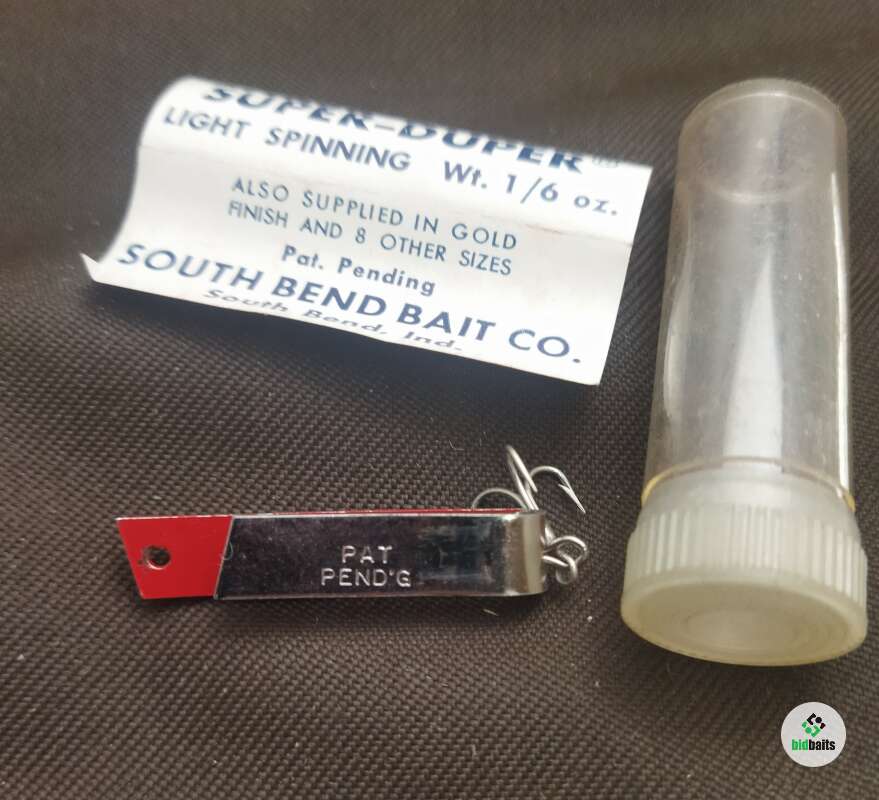 SUPER-DUPER
LIGHT SPINNING Wt. 1/6 oz.
ALSO SUPPLIED IN GOLD
FINISH AND 8 OTHER SIZES
Pat. Pending
SOUTH BEND BAIT CO.
South Bend, Ind.
PAT
PEND'G
bidbaits